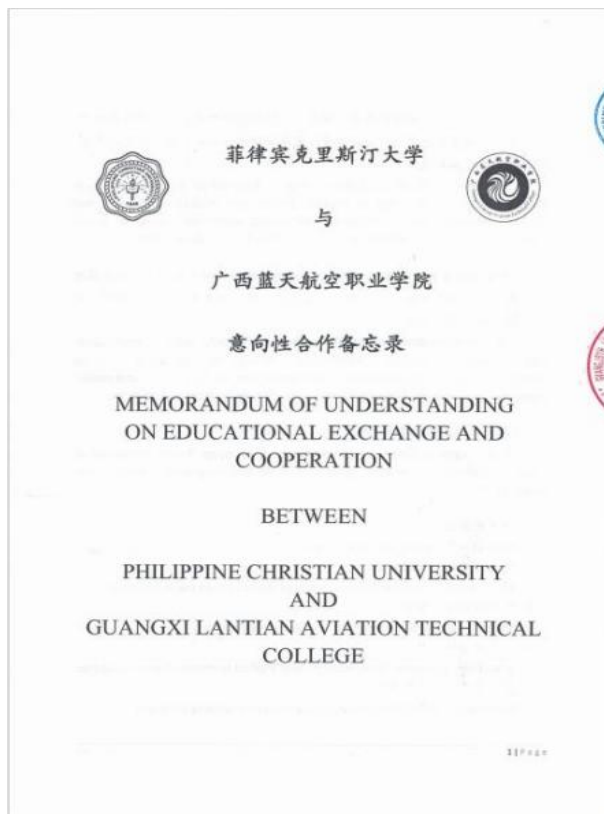 菲律宾克里斯汀大学
与
广西蓝天航空职业学院
意向性合作备忘录
MEMORANDUM OF UNDERSTANDING
ON EDUCATIONAL EXCHANGE AND
COOPERATION
BETWEEN
PHILIPPINE CHRISTIAN UNIVERSITY
AND
GUANGXI LANTIAN AVIATION TECHNICAL
COLLEGE
1 | Page